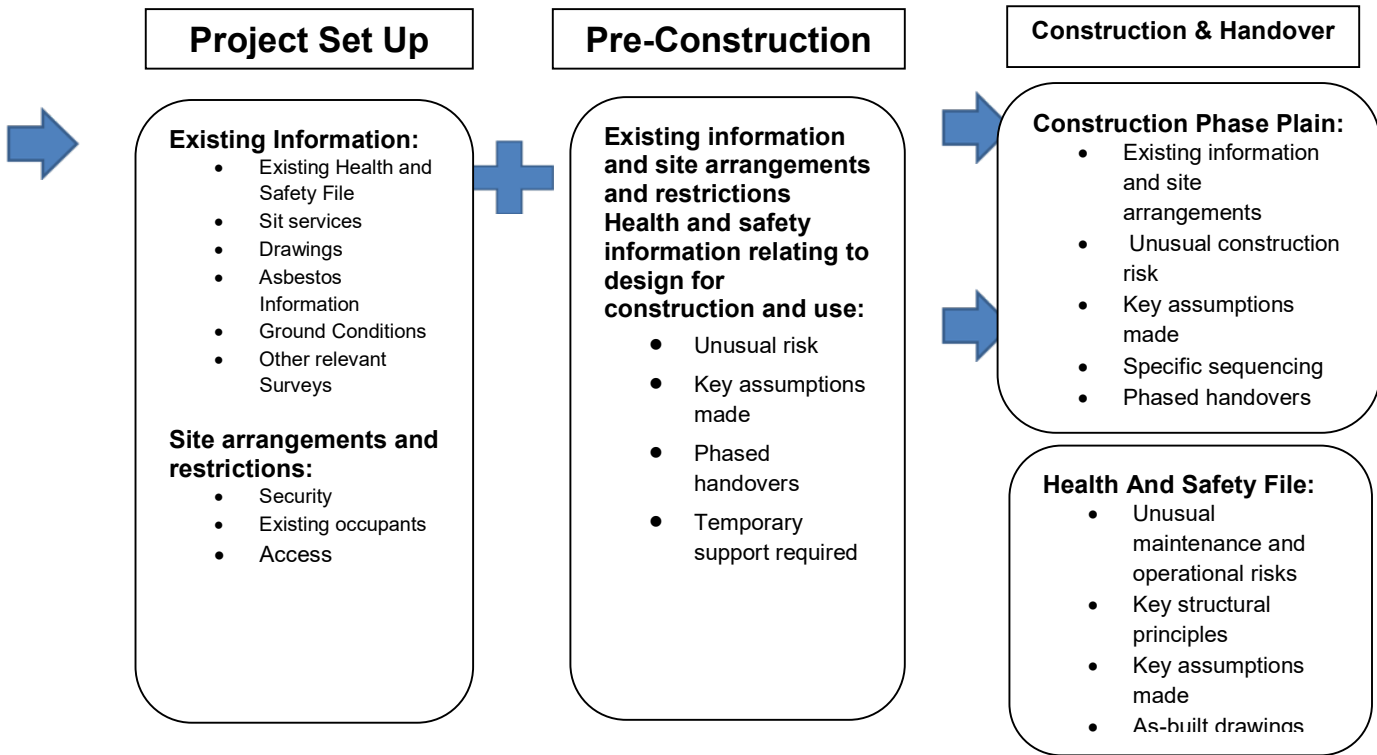 Project Set Up
Existing Information:
• Existing Health and
Safety File
• Sit services
• Drawings
• Asbestos
Information
• Ground Conditions
• Other relevant
Surveys
Site arrangements and
restrictions:
• Security
• Existing occupants
• Access
Pre-Construction
Existing information
and site arrangements
and restrictions
Health and safety
information relating to
design for
construction and use:
• Unusual risk
• Key assumptions
made
• Phased
handovers
• Temporary
support required
Construction & Handover
Construction Phase Plain:
• Existing information
and site
arrangements
• Unusual construction
risk
• Key assumptions
made
• Specific sequencing
• Phased handovers
Health And Safety File:
• Unusual
maintenance and
operational risks
• Key structural
principles
• Key assumptions
made
• As-built drawings